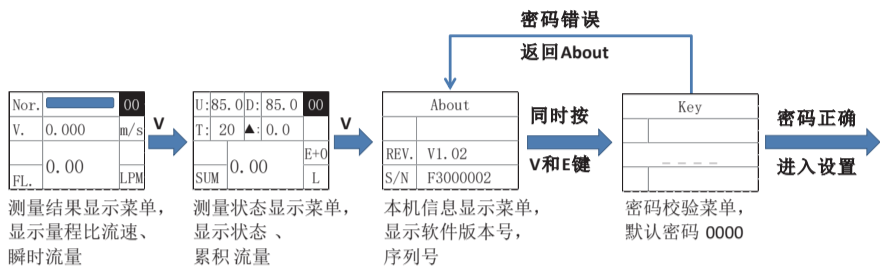 密码错误
返回About
Nor. 00
V. 0.000 m/s
0.00
FL. LPM
V
U:85.0 D: 85.0 00
T: 20 ▲: 0.0
E+0
0.00
SUM L
V
About
REV. V1.02
S/N F3000002
同时按
V和E键
Key
_ _ _ _
密码正确
进入设置
测量结果显示菜单，
显示量程比流速、
瞬时流量
测量状态显示菜单，
显示状态 、
累积 流量
本机信息显示菜单，
显示软件版本号，
序列号
密码校验菜单，
默认密码 0000